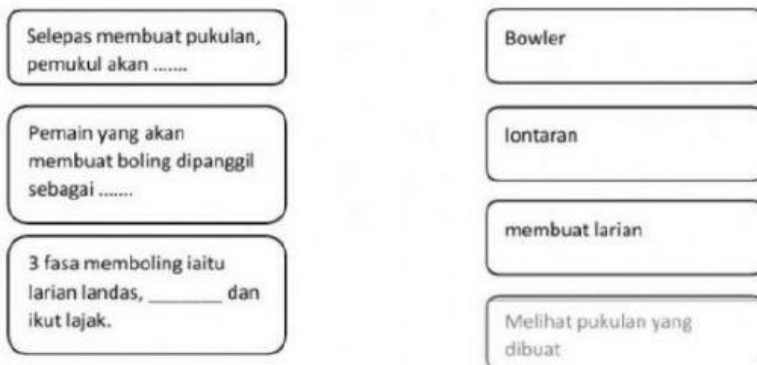 Selepas membuat pukulan,
pemukul akan .......
Pemain yang akan
membuat boling dipanggil
sebagai .......
3 fasa memboling iaitu
larian landas, ________ dan
ikut lajak.
Bowler
lontaran
membuat larian
Melihat pukulan yang
dibuat